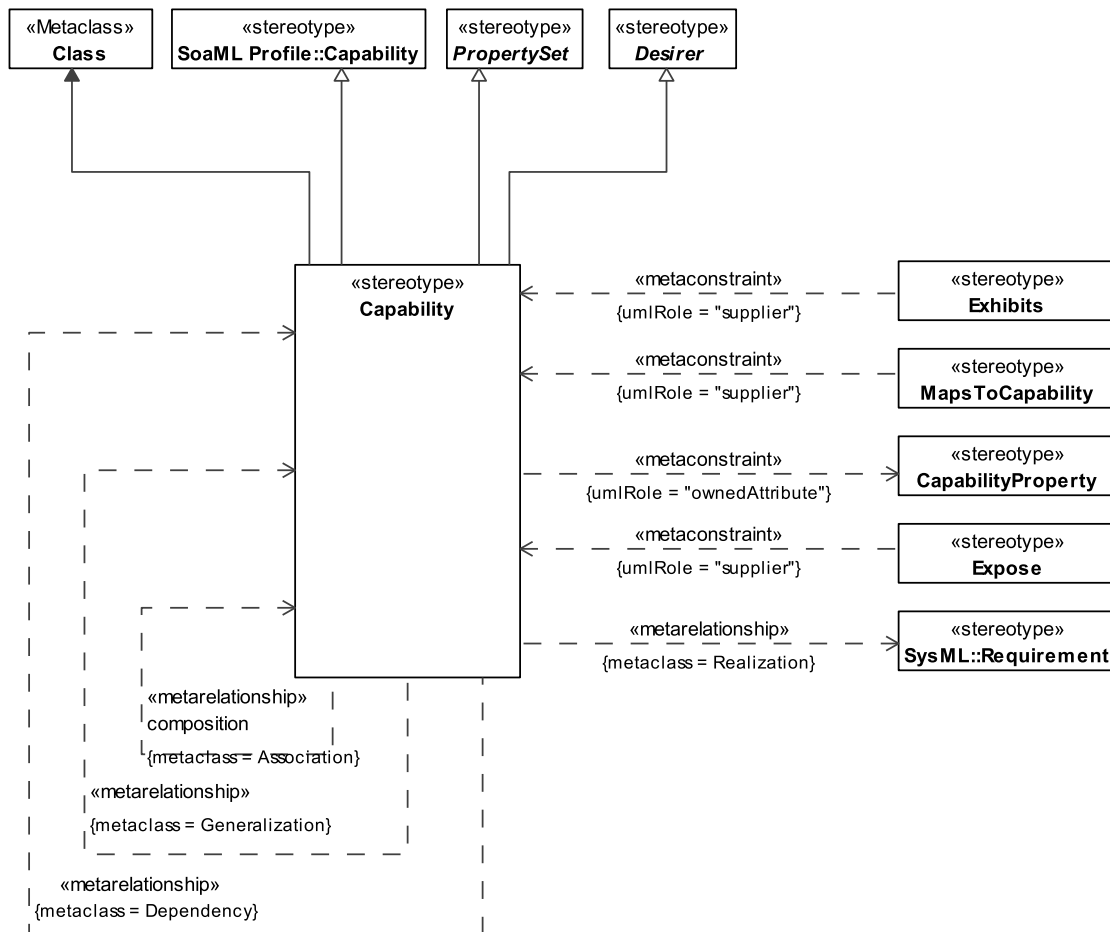 «Metaclass»
Class
«stereotype»
SoaML Profile::Capability
«stereotype»
PropertySet
«stereotype»
Desirer
«stereotype»
Capability
«metaconstraint»
{umlRole = "supplier"}
«stereotype»
Exhibits
«metaconstraint»
{umlRole = "supplier"}
«stereotype»
MapsToCapability
«metaconstraint»
{umlRole = "ownedAttribute"}
«stereotype»
CapabilityProperty
«metaconstraint»
{umlRole = "supplier"}
«stereotype»
Expose
«metarelationship»
{metaclass = Realization}
«stereotype»
SysML::Requirement
«metarelationship»
composition
{metaclass = Association}
«metarelationship»
{metaclass = Generalization}
«metarelationship»
{metaclass = Dependency}